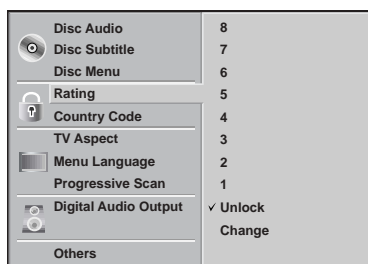 Disc Audio
Disc Subtitle
Disc Menu
Rating
Country Code
TV Aspect
Menu Language
Progressive Scan
Digital Audio Output
Others
8
7
6
5
4
3
2
1
✓ Unlock
Change